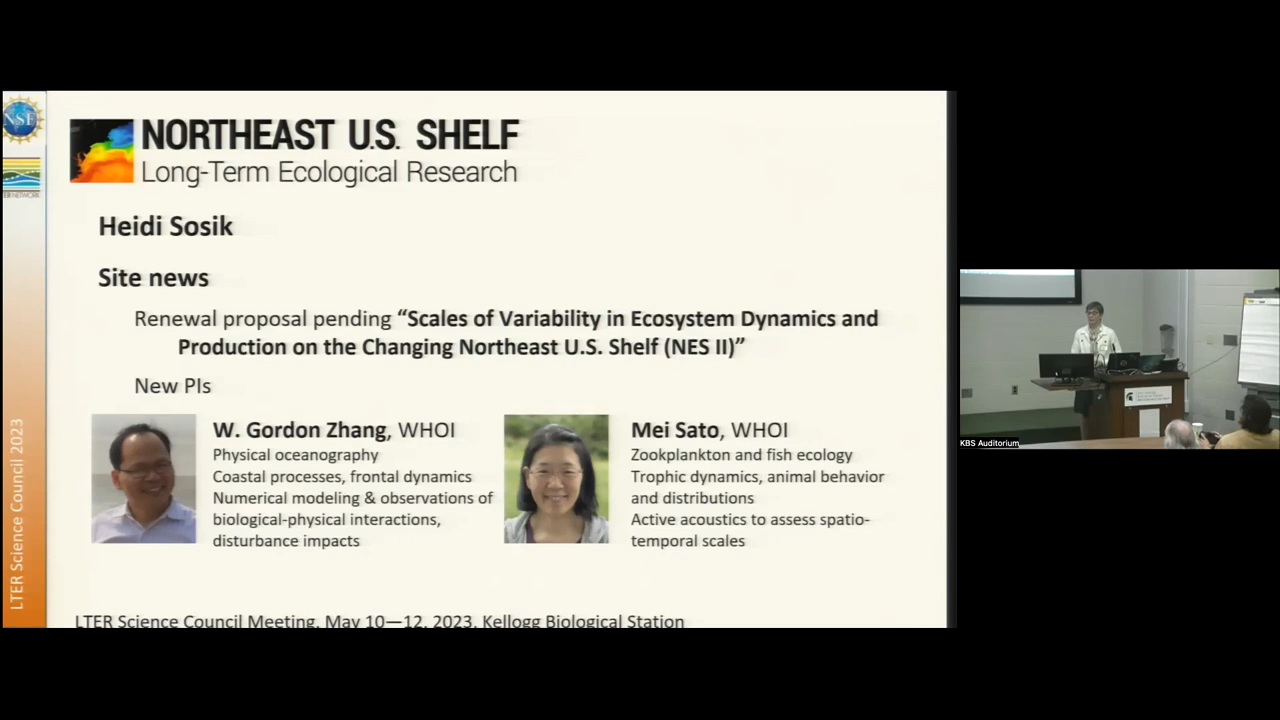 NSF
LTER Science Council 2023
NORTHEAST U.S. SHELF
Long-Term Ecological Research
Heidi Sosik
Site news
Renewal proposal pending “Scales of Variability in Ecosystem Dynamics and
Production on the Changing Northeast U.S. Shelf (NES II)”
New PIs
W. Gordon Zhang, WHOI
Physical oceanography
Coastal processes, frontal dynamics
Numerical modeling & observations of
biological-physical interactions,
disturbance impacts
Mei Sato, WHOI
Zookplankton and fish ecology
Trophic dynamics, animal behavior
and distributions
Active acoustics to assess spatio-
temporal scales
LTER Science Council Meeting, May 10—12, 2023, Kellogg Biological Station
KBS Auditorium